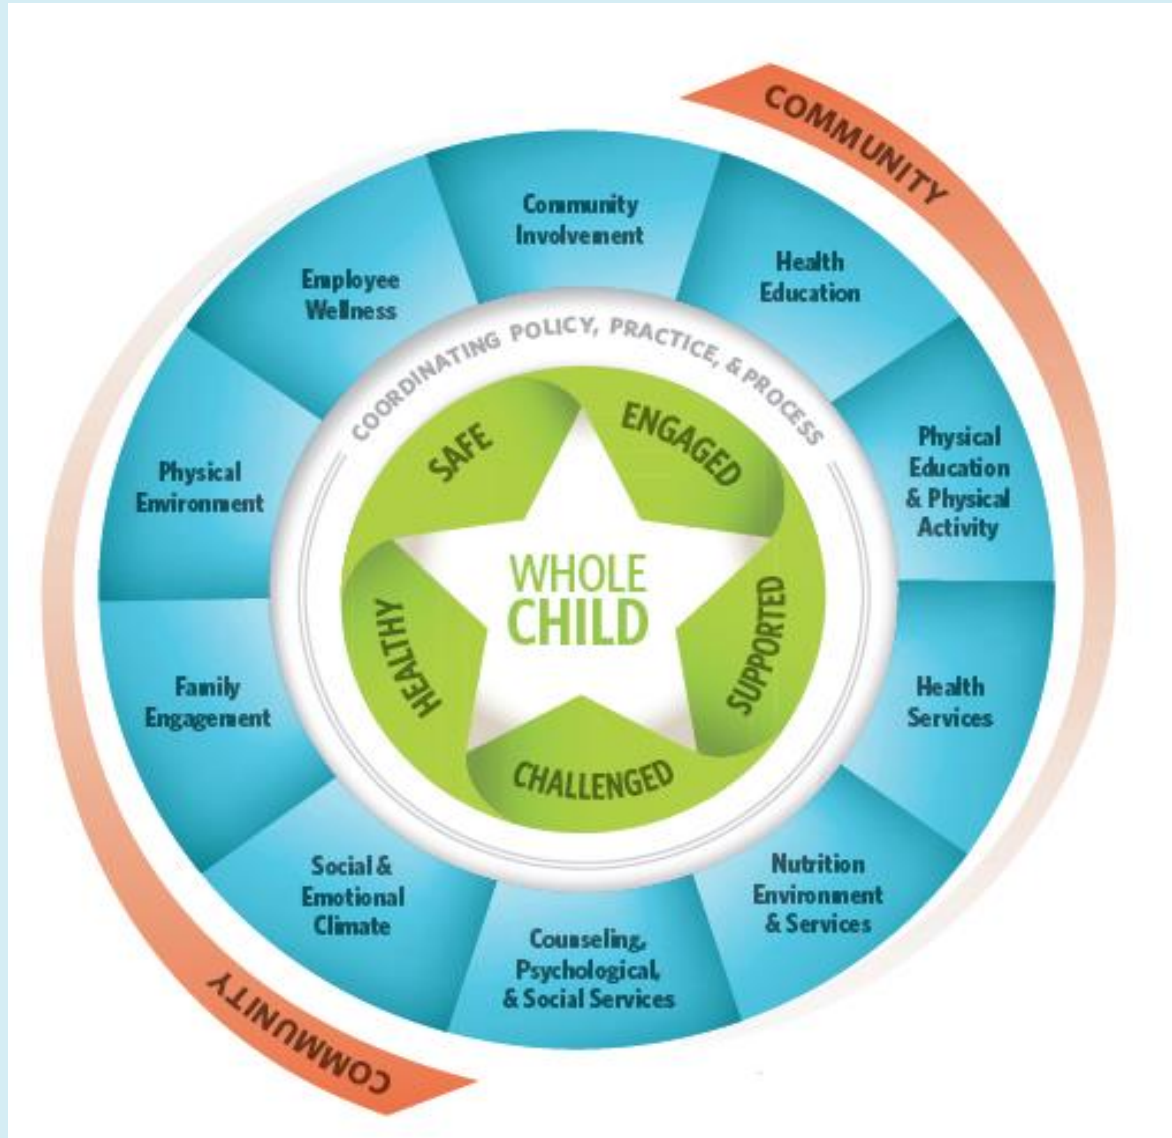 COMMUNITY
Community
Involvement
Health
Education
Physical
Education
& Physical
Activity
Health
Services
Nutrition
Environment
& Services
Counseling,
Psychological,
& Social Services
Social &
Emotional
Climate
Family
Engagement
Physical
Environment
Employee
Wellness
COORDINATING POLICY, PRACTICE, & PROCESS
SAFE
ENGAGED
SUPPORTED
CHALLENGED
HEALTHY
WHOLE
CHILD
COMMUNITY